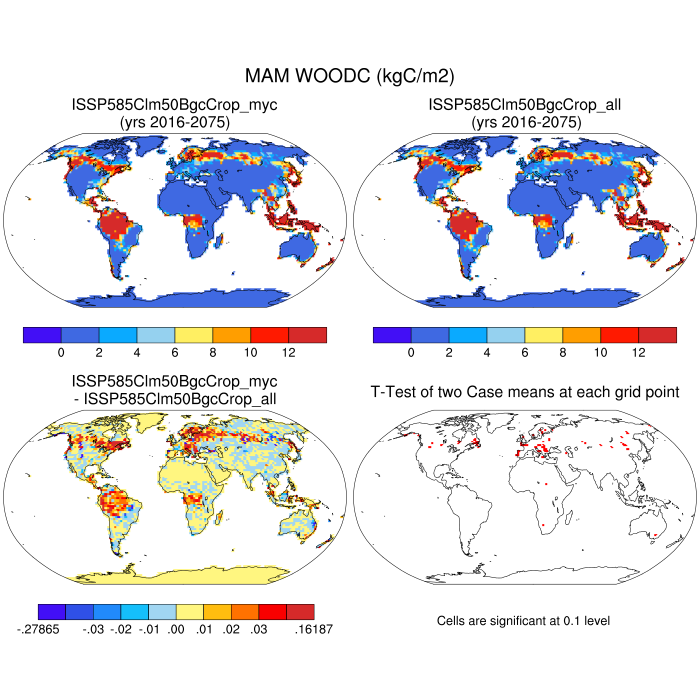 MAM WOODC (kgC/m2)
ISSP585Clm50BgcCrop_myc
(yrs 2016-2075)
ISSP585Clm50BgcCrop_all
(yrs 2016-2075)
0 2 4 6 8 10 12
0 2 4 6 8 10 12
ISSP585Clm50BgcCrop_myc
- ISSP585Clm50BgcCrop_all
T-Test of two Case means at each grid point
-.27865 -.03 -.02 -.01 .00 .01 .02 .03 .16187
Cells are significant at 0.1 level